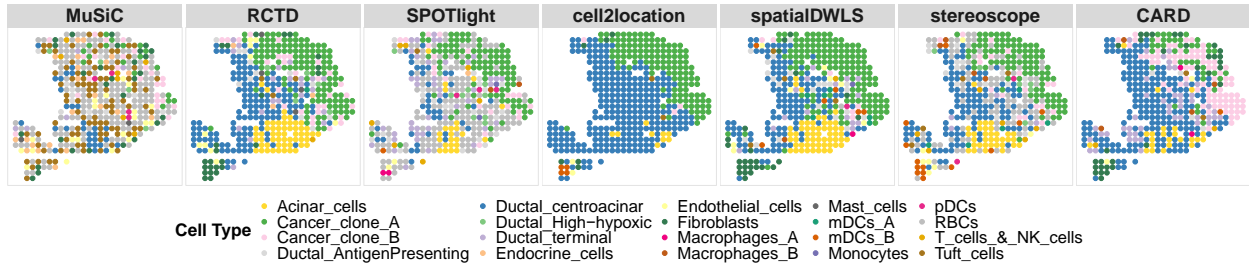 MuSiC RCTD SPOTlight cell2location spatialDWLS stereoscope CARD
Acinar_cells Ductal_centroacinar Endothelial_cells Mast_cells pDCs
Cancer_clone_A Ductal_High-hypoxic Fibroblasts mDCs_A RBCs
Cell Type Cancer_clone_B Ductal_terminal Macrophages_A mDCs_B T_cells_&_NK_cells
Ductal_AntigenPresenting Endocrine_cells Macrophages_B Monocytes Tuft_cells